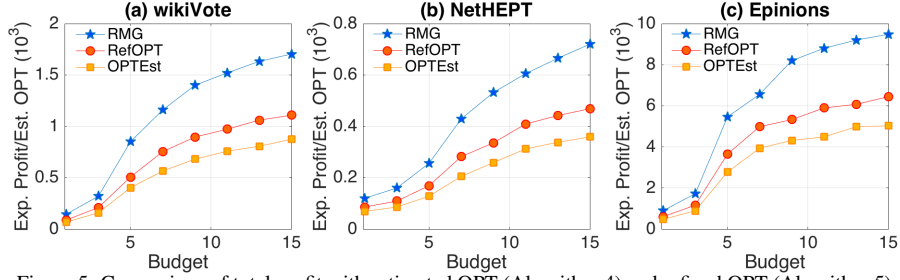 (a) wikiVote
Exp. Profit/Est. OPT (10³)
2
1.5
1
0.5
0
RMG
RefOPT
OPTEst
5
10
15
Budget
(b) NetHEPT
Exp. Profit/Est. OPT (10³)
0.8
0.6
0.4
0.2
0
RMG
RefOPT
OPTEst
5
10
15
Budget
(c) Epinions
Exp. Profit/Est. OPT (10³)
10
8
6
4
2
0
RMG
RefOPT
OPTEst
5
10
15
Budget